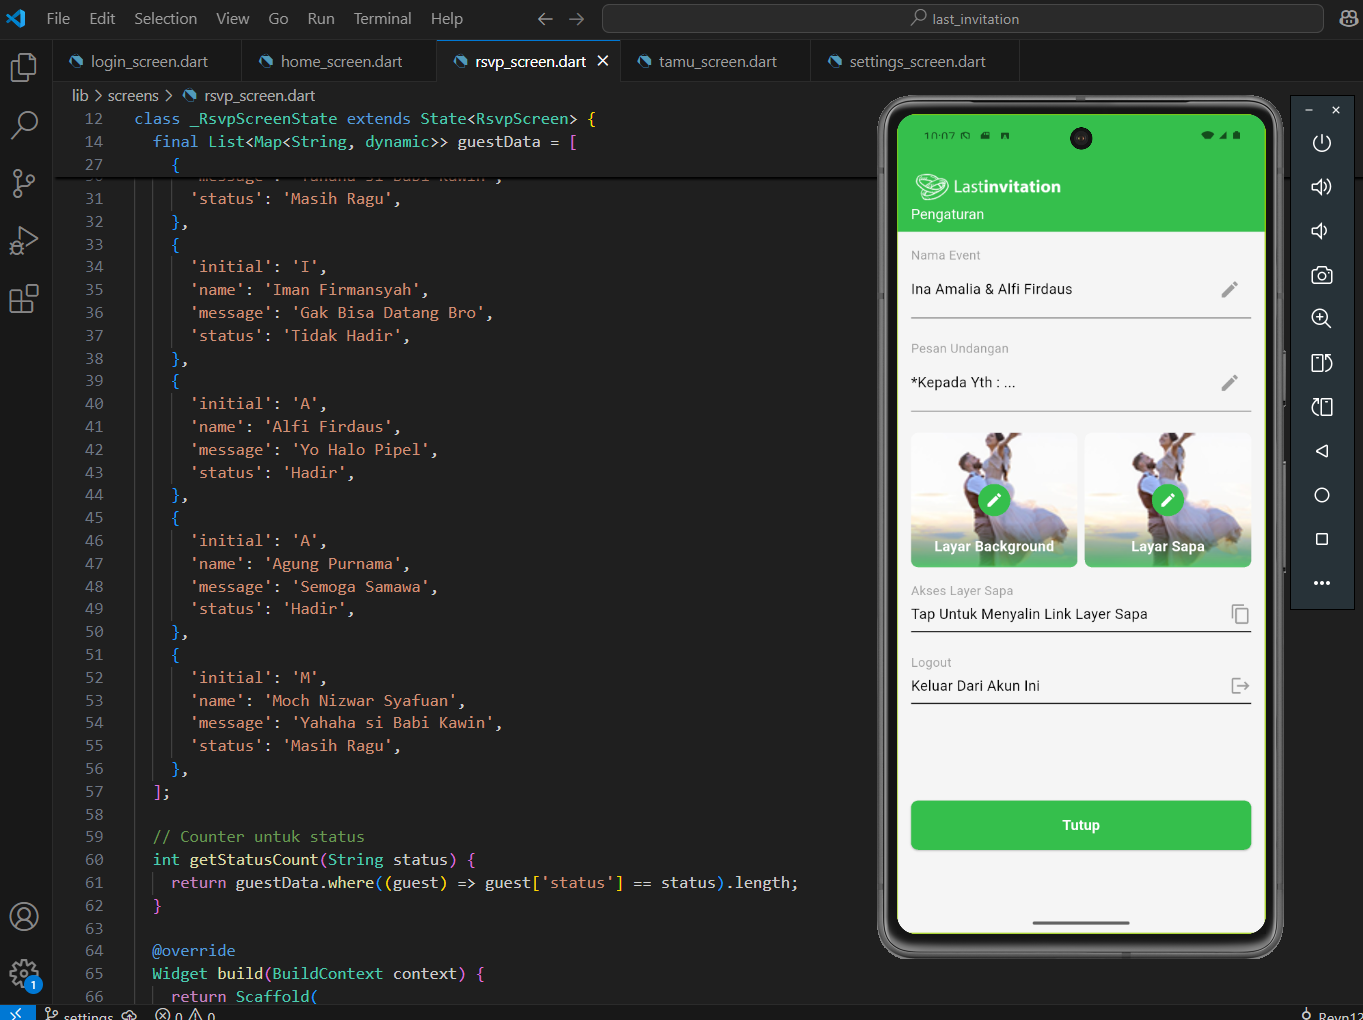 File Edit Selection View Go Run Terminal Help
last_invitation
login_screen.dart home_screen.dart rsvp_screen.dart tamu_screen.dart settings_screen.dart
lib > screens > rsvp_screen.dart
12 class _RsvpScreenState extends State<RsvpScreen> {
14 final List<Map<String, dynamic>> guestData = [
27 {
30 'message': 'Yahaha si Babi Kawin',
31 'status': 'Masih Ragu',
32 },
33 {
34 'initial': 'I',
35 'name': 'Iman Firmansyah',
36 'message': 'Gak Bisa Datang Bro',
37 'status': 'Tidak Hadir',
38 },
39 {
40 'initial': 'A',
41 'name': 'Alfi Firdaus',
42 'message': 'Yo Halo Pipel',
43 'status': 'Hadir',
44 },
45 {
46 'initial': 'A',
47 'name': 'Agung Purnama',
48 'message': 'Semoga Samawa',
49 'status': 'Hadir',
50 },
51 {
52 'initial': 'M',
53 'name': 'Moch Nizwar Syafuan',
54 'message': 'Yahaha si Babi Kawin',
55 'status': 'Masih Ragu',
56 },
57 ];
58
59 // Counter untuk status
60 int getStatusCount(String status) {
61 return guestData.where((guest) => guest['status'] == status).length;
62 }
63
64 @override
65 Widget build(BuildContext context) {
66 return Scaffold(
1
settings 0 0
10:07
Lastinvitation
Pengaturan
Nama Event
Ina Amalia & Alfi Firdaus
Pesan Undangan
*Kepada Yth : ...
Layar Background Layar Sapa
Akses Layer Sapa
Tap Untuk Menyalin Link Layer Sapa
Logout
Keluar Dari Akun Ini
Tutup